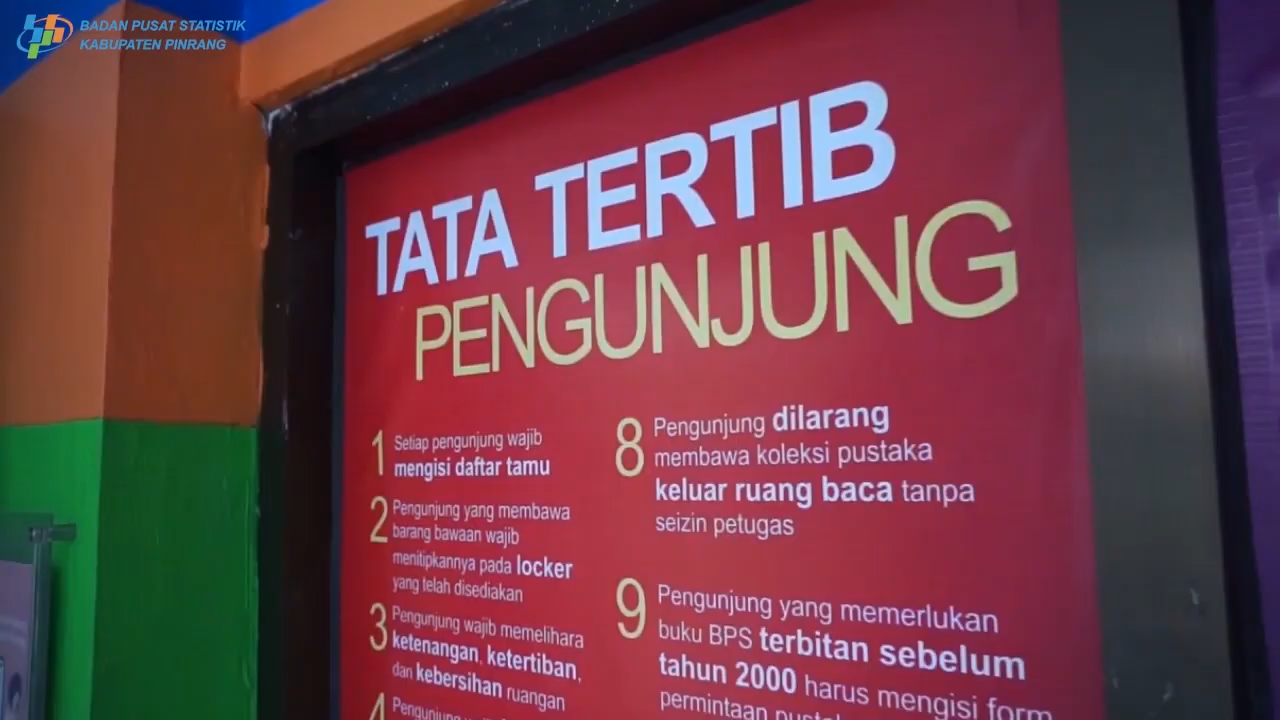 BADAN PUSAT STATISTIK
KABUPATEN PINRANG
TATA TERTIB
PENGUNJUNG
1 Setiap pengunjung wajib
mengisi daftar tamu
2 Pengunjung yang membawa
barang bawaan wajib
menitipkannya pada locker
yang telah disediakan
3 Pengunjung wajib memelihara
ketenangan, ketertiban,
dan kebersihan ruangan
4 Pengunjung
8 Pengunjung dilarang
membawa koleksi pustaka
keluar ruang baca tanpa
seizin petugas
9 Pengunjung yang memerlukan
buku BPS terbitan sebelum
tahun 2000 harus mengisi form
permintaan